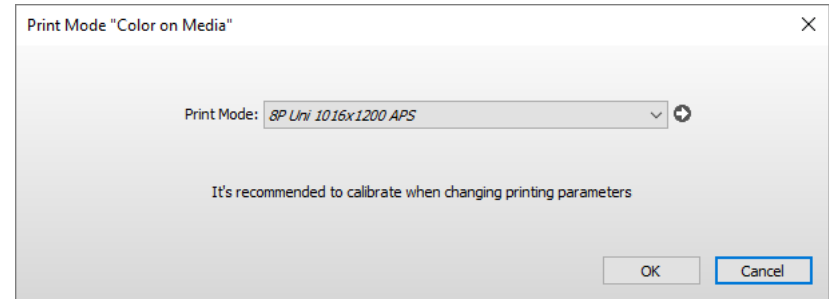 Print Mode "Color on Media"
Print Mode: 8P Uni 1016x1200 APS
It's recommended to calibrate when changing printing parameters
OK Cancel